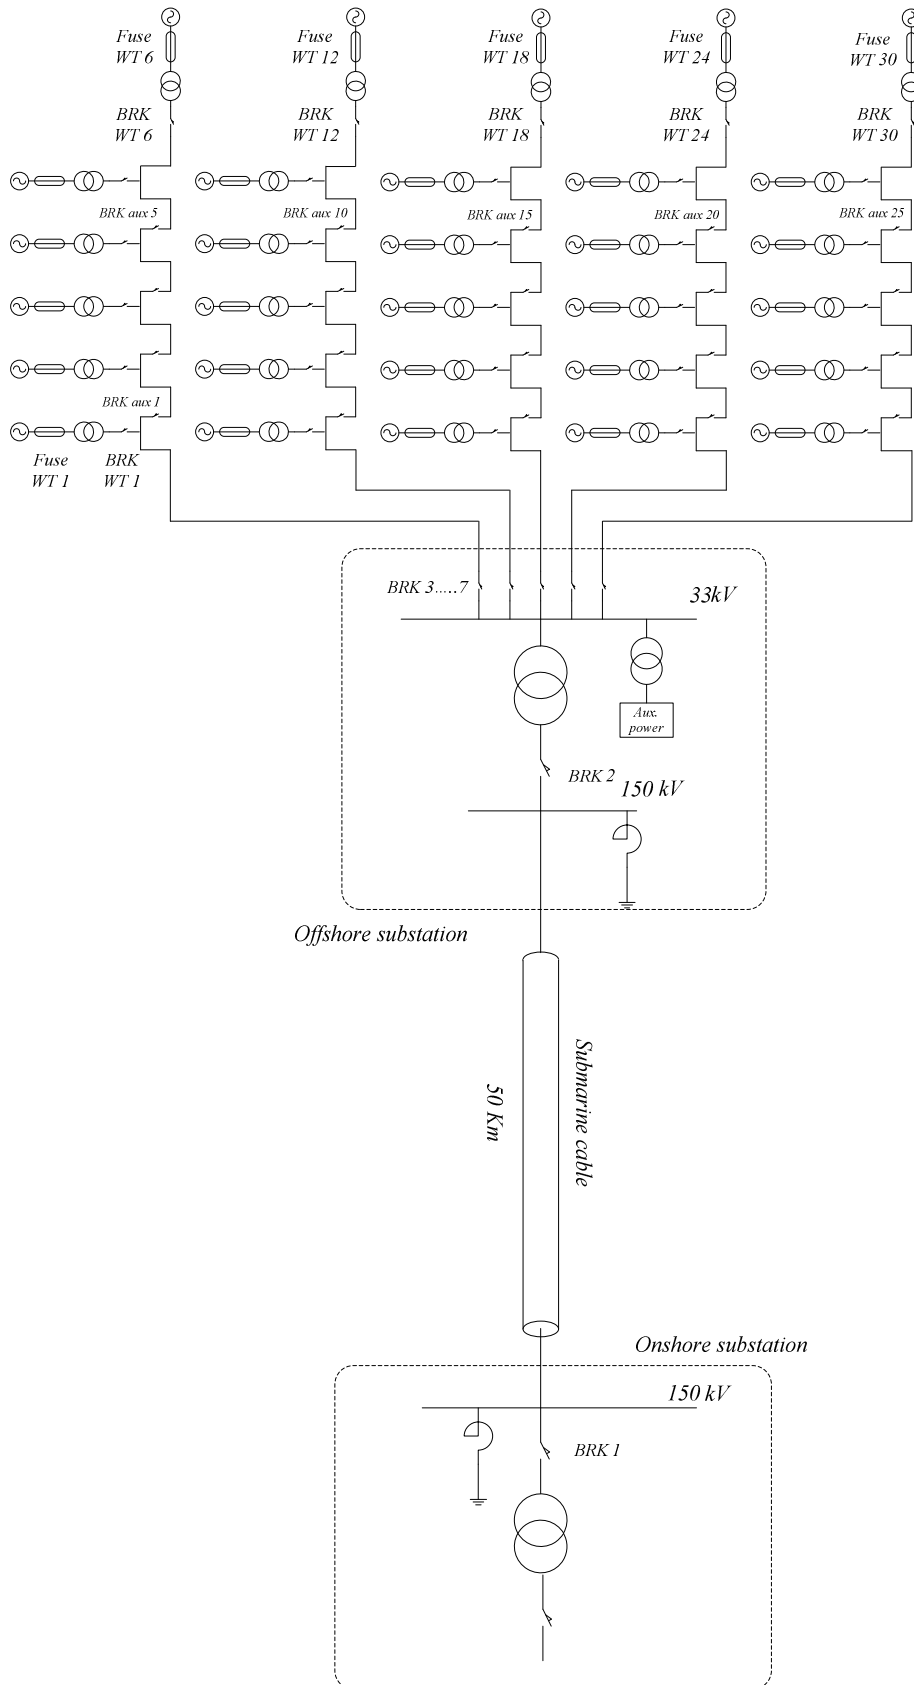 Fuse
WT 6
Fuse
WT 12
Fuse
WT 18
Fuse
WT 24
Fuse
WT 30
BRK
WT 6
BRK
WT 12
BRK
WT 18
BRK
WT 24
BRK
WT 30
BRK aux 5
BRK aux 10
BRK aux 15
BRK aux 20
BRK aux 25
BRK aux 1
Fuse
WT 1
BRK
WT 1
BRK 3.....7
33kV
Aux.
power
BRK 2
150 kV
Offshore substation
Submarine cable
50 Km
Onshore substation
150 kV
BRK 1